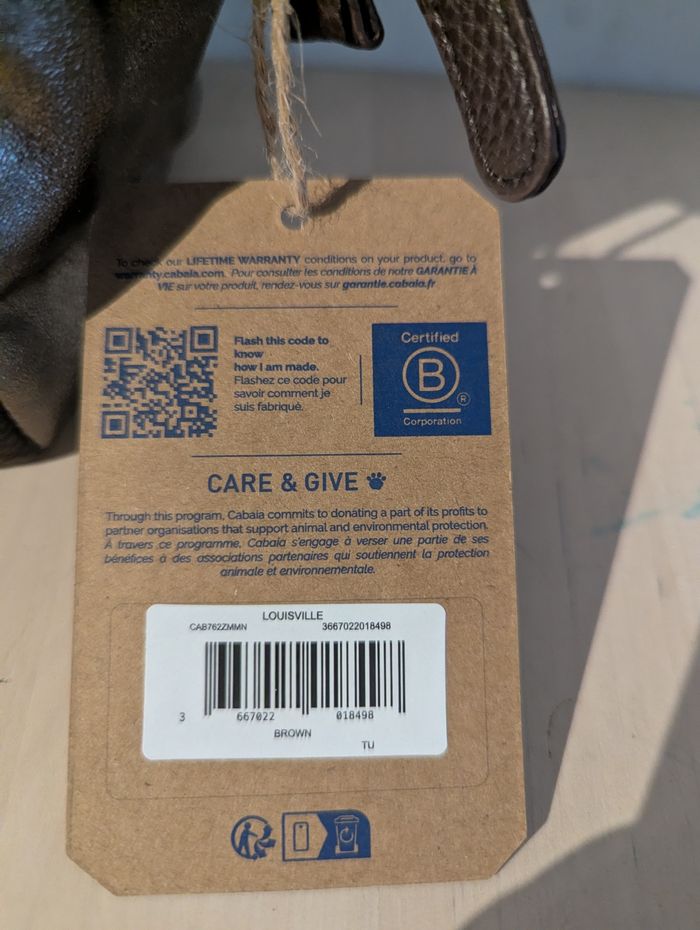 To check our LIFETIME WARRANTY conditions on your product, go to
warranty.cabaia.com. Pour consulter les conditions de notre GARANTIE À
VIE sur votre produit, rendez-vous sur garantie.cabaia.fr
Flash this code to
know
how I am made.
Flashez ce code pour
savoir comment je
suis fabriqué.
Certified
B
®
Corporation
CARE & GIVE
Through this program, Cabaia commits to donating a part of its profits to
partner organisations that support animal and environmental protection.
À travers ce programme, Cabaïa s'engage à verser une partie de ses
bénéfices à des associations partenaires qui soutiennent la protection
animale et environnementale.
LOUISVILLE
CAB762ZMMN 3667022018498
3 667022 018498
BROWN
TU